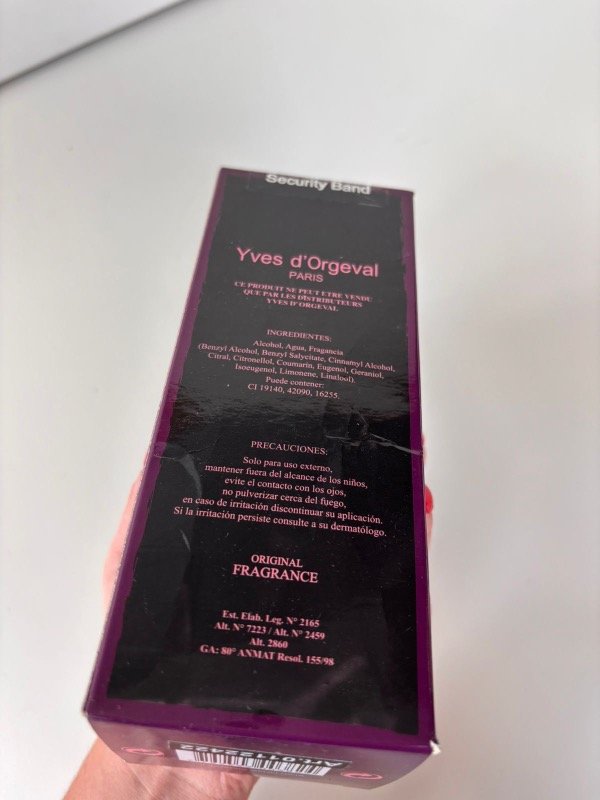 Security Band
Yves d'Orgeval
PARIS
CE PRODUIT NE PEUT ETRE VENDU
QUE PAR LES DISTRIBUTEURS
YVES D'ORGEVAL
INGREDIENTES:
Alcohol, Agua, Fragancia
(Benzyl Alcohol, Benzyl Salycitate, Cinnamyl Alcohol,
Citral, Citronellol, Coumarin, Eugenol, Geraniol,
Isoeugenol, Limonene, Linalool).
Puede contener:
CI 19140, 42090, 16255.
PRECAUCIONES:
Solo para uso externo,
mantener fuera del alcance de los niños,
evite el contacto con los ojos,
no pulverizar cerca del fuego,
en caso de irritación discontinuar su aplicación.
Si la irritación persiste consulte a su dermatólogo.
ORIGINAL
FRAGRANCE
Est. Elab. Leg. N° 2165
Alt. N° 7223 / Alt. N° 2459
Alt. 2860
GA: 80° ANMAT Resol. 155/98
Art.01122422